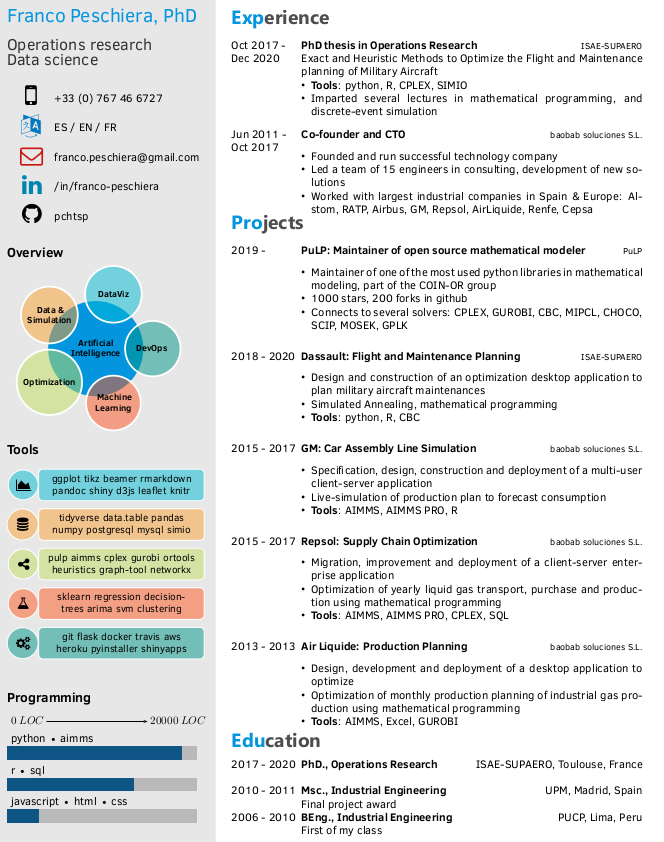 Franco Peschiera, PhD
Operations research
Data science
+33 (0) 767 46 6727
ES / EN / FR
franco.peschiera@gmail.com
/in/franco-peschiera
pchtsp
Overview
DataViz
Data &
Simulation
Artificial
Intelligence
DevOps
Optimization
Machine
Learning
Tools
ggplot tikz beamer rmarkdown
pandoc shiny d3js leaflet knitr
tidyverse data.table pandas
numpy postgresql mysql simio
pulp aimms cplex gurobi ortools
heuristics graph-tool networkx
sklearn regression decision-
trees arima svm clustering
git flask docker travis aws
heroku pyinstaller shinyapps
Programming
0 LOC 20000 LOC
python • aimms
r • sql
javascript • html • css
Experience
Oct 2017 - PhD thesis in Operations Research ISAE-SUPAERO
Dec 2020 Exact and Heuristic Methods to Optimize the Flight and Maintenance
planning of Military Aircraft
• Tools: python, R, CPLEX, SIMIO
• Imparted several lectures in mathematical programming, and
discrete-event simulation
Jun 2011 - Co-founder and CTO baobab soluciones S.L.
Oct 2017
• Founded and run successful technology company
• Led a team of 15 engineers in consulting, development of new so-
lutions
• Worked with largest industrial companies in Spain & Europe: Al-
stom, RATP, Airbus, GM, Repsol, AirLiquide, Renfe, Cepsa
Projects
2019 - PuLP: Maintainer of open source mathematical modeler PuLP
• Maintainer of one of the most used python libraries in mathematical
modeling, part of the COIN-OR group
• 1000 stars, 200 forks in github
• Connects to several solvers: CPLEX, GUROBI, CBC, MIPCL, CHOCO,
SCIP, MOSEK, GPLK
2018 - 2020 Dassault: Flight and Maintenance Planning ISAE-SUPAERO
• Design and construction of an optimization desktop application to
plan military aircraft maintenances
• Simulated Annealing, mathematical programming
• Tools: python, R, CBC
2015 - 2017 GM: Car Assembly Line Simulation baobab soluciones S.L.
• Specification, design, construction and deployment of a multi-user
client-server application
• Live-simulation of production plan to forecast consumption
• Tools: AIMMS, AIMMS PRO, R
2015 - 2017 Repsol: Supply Chain Optimization baobab soluciones S.L.
• Migration, improvement and deployment of a client-server enter-
prise application
• Optimization of yearly liquid gas transport, purchase and produc-
tion using mathematical programming
• Tools: AIMMS, AIMMS PRO, CPLEX, SQL
2013 - 2013 Air Liquide: Production Planning baobab soluciones S.L.
• Design, development and deployment of a desktop application to
optimize
• Optimization of monthly production planning of industrial gas pro-
duction using mathematical programming
• Tools: AIMMS, Excel, GUROBI
Education
2017 - 2020 PhD., Operations Research ISAE-SUPAERO, Toulouse, France
2010 - 2011 Msc., Industrial Engineering UPM, Madrid, Spain
Final project award
2006 - 2010 BEng., Industrial Engineering PUCP, Lima, Peru
First of my class